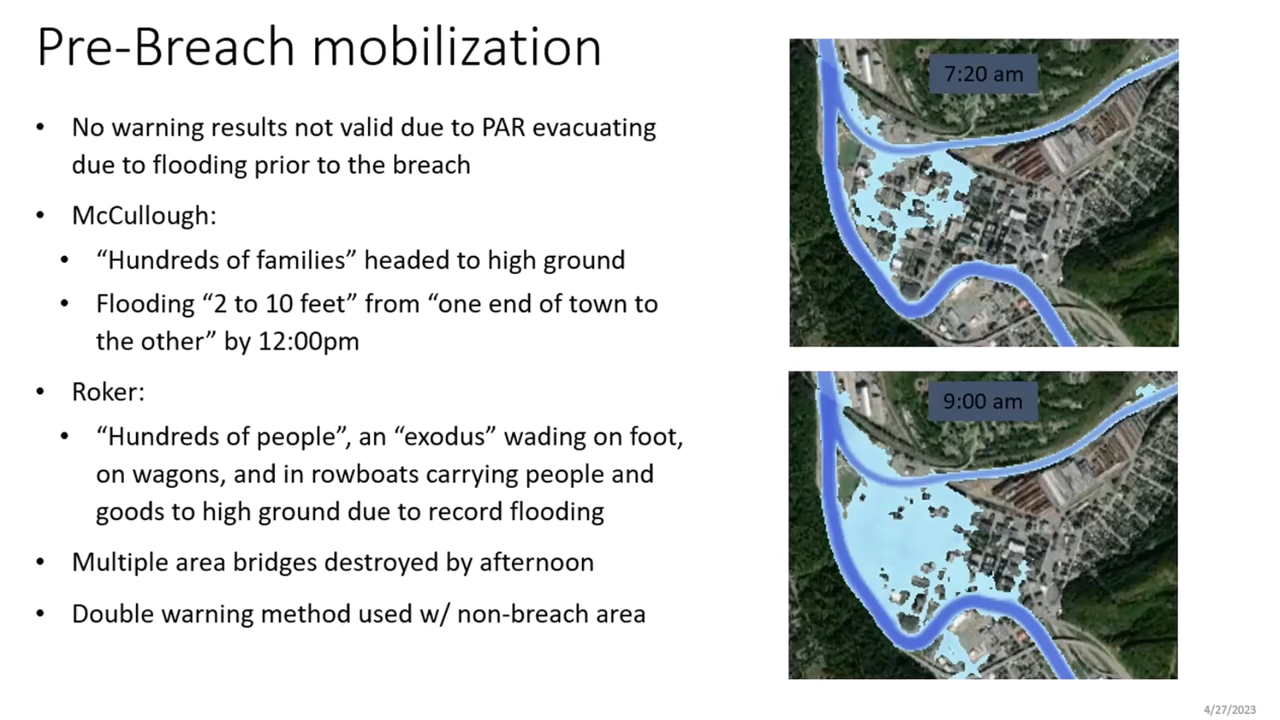 Pre-Breach mobilization
• No warning results not valid due to PAR evacuating
due to flooding prior to the breach
• McCullough:
• “Hundreds of families” headed to high ground
• Flooding “2 to 10 feet” from “one end of town to
the other” by 12:00pm
• Roker:
• “Hundreds of people”, an “exodus” wading on foot,
on wagons, and in rowboats carrying people and
goods to high ground due to record flooding
• Multiple area bridges destroyed by afternoon
• Double warning method used w/ non-breach area
7:20 am
9:00 am
4/27/2023